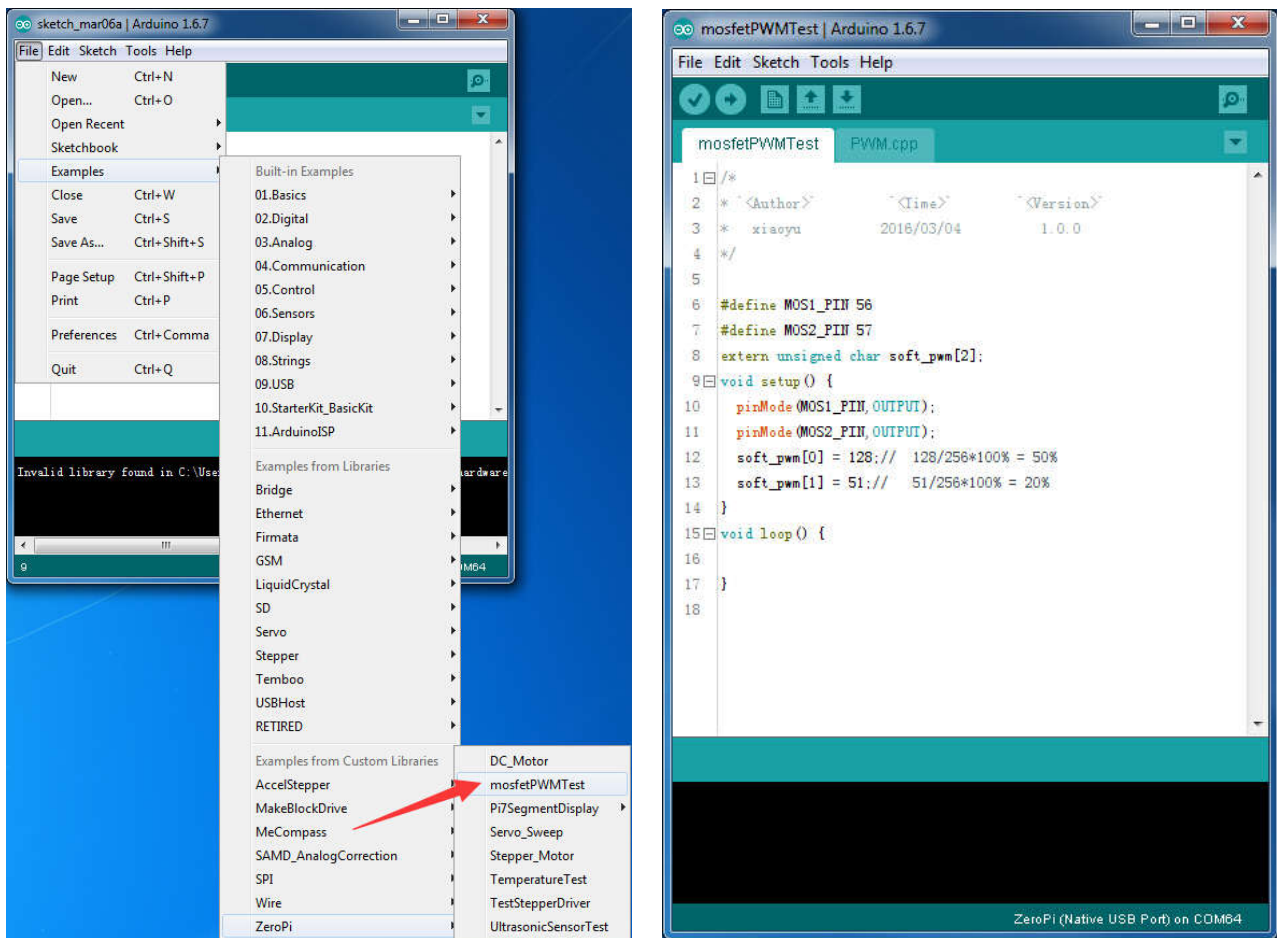 sketch_mar06a | Arduino 1.6.7
File Edit Sketch Tools Help
New Ctrl+N
Open... Ctrl+O
Open Recent
Sketchbook
Examples
Close Ctrl+W
Save Ctrl+S
Save As... Ctrl+Shift+S
Page Setup Ctrl+Shift+P
Print Ctrl+P
Preferences Ctrl+Comma
Quit Ctrl+Q
Built-in Examples
01.Basics
02.Digital
03.Analog
04.Communication
05.Control
06.Sensors
07.Display
08.Strings
09.USB
10.StarterKit_BasicKit
11.ArduinoISP
Examples from Libraries
Bridge
Ethernet
Firmata
GSM
LiquidCrystal
SD
Servo
Stepper
Temboo
USBHost
RETIRED
Examples from Custom Libraries
AccelStepper
MakeBlockDrive
MeCompass
SAMD_AnalogCorrection
SPI
Wire
ZeroPi
DC_Motor
mosfetPWMTest
Pi7SegmentDisplay
Servo_Sweep
Stepper_Motor
TemperatureTest
TestStepperDriver
UltrasonicSensorTest
Invalid library found in C:\Use
9
mosfetPWMTest | Arduino 1.6.7
File Edit Sketch Tools Help
mosfetPWMTest PWM.cpp
1 /*
2 * `<Author>` `<Time>` `<Version>`
3 * xiaoyu 2016/03/04 1.0.0
4 */
5
6 #define MOS1_PIN 56
7 #define MOS2_PIN 57
8 extern unsigned char soft_pwm[2];
9 void setup() {
10 pinMode(MOS1_PIN,OUTPUT);
11 pinMode(MOS2_PIN,OUTPUT);
12 soft_pwm[0] = 128;// 128/256*100% = 50%
13 soft_pwm[1] = 51;// 51/256*100% = 20%
14 }
15 void loop() {
16
17 }
18
ZeroPi (Native USB Port) on COM64